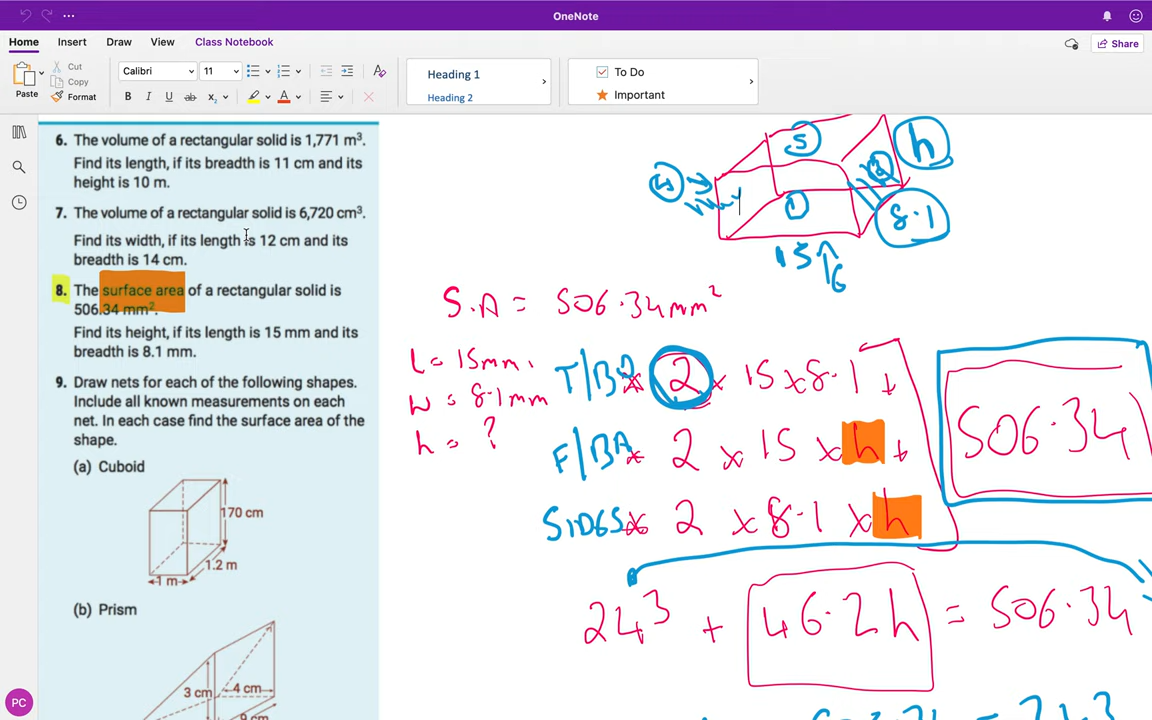 OneNote
Home Insert Draw View Class Notebook
Share
Paste
Cut
Copy
Format
Calibri 11
B I U ab x₂ A
Heading 1
Heading 2
To Do
Important
6. The volume of a rectangular solid is 1,771 m³.
Find its length, if its breadth is 11 cm and its
height is 10 m.
7. The volume of a rectangular solid is 6,720 cm³.
Find its width, if its length is 12 cm and its
breadth is 14 cm.
8. The surface area of a rectangular solid is
506.34 mm².
Find its height, if its length is 15 mm and its
breadth is 8.1 mm.
9. Draw nets for each of the following shapes.
Include all known measurements on each
net. In each case find the surface area of the
shape.
(a) Cuboid
170 cm
1.2 m
1 m
(b) Prism
3 cm
4 cm
9 cm
PC
5
h
1
8.1
15
6
S.A = 506.34mm²
L = 15mm
W = 8.1mm
h = ?
2 x 15 x 8.1 +
F/BA x 2 x 15 x h +
SIDES x 2 x 8.1 x h
506.34
243 + 46.2h = 506.34